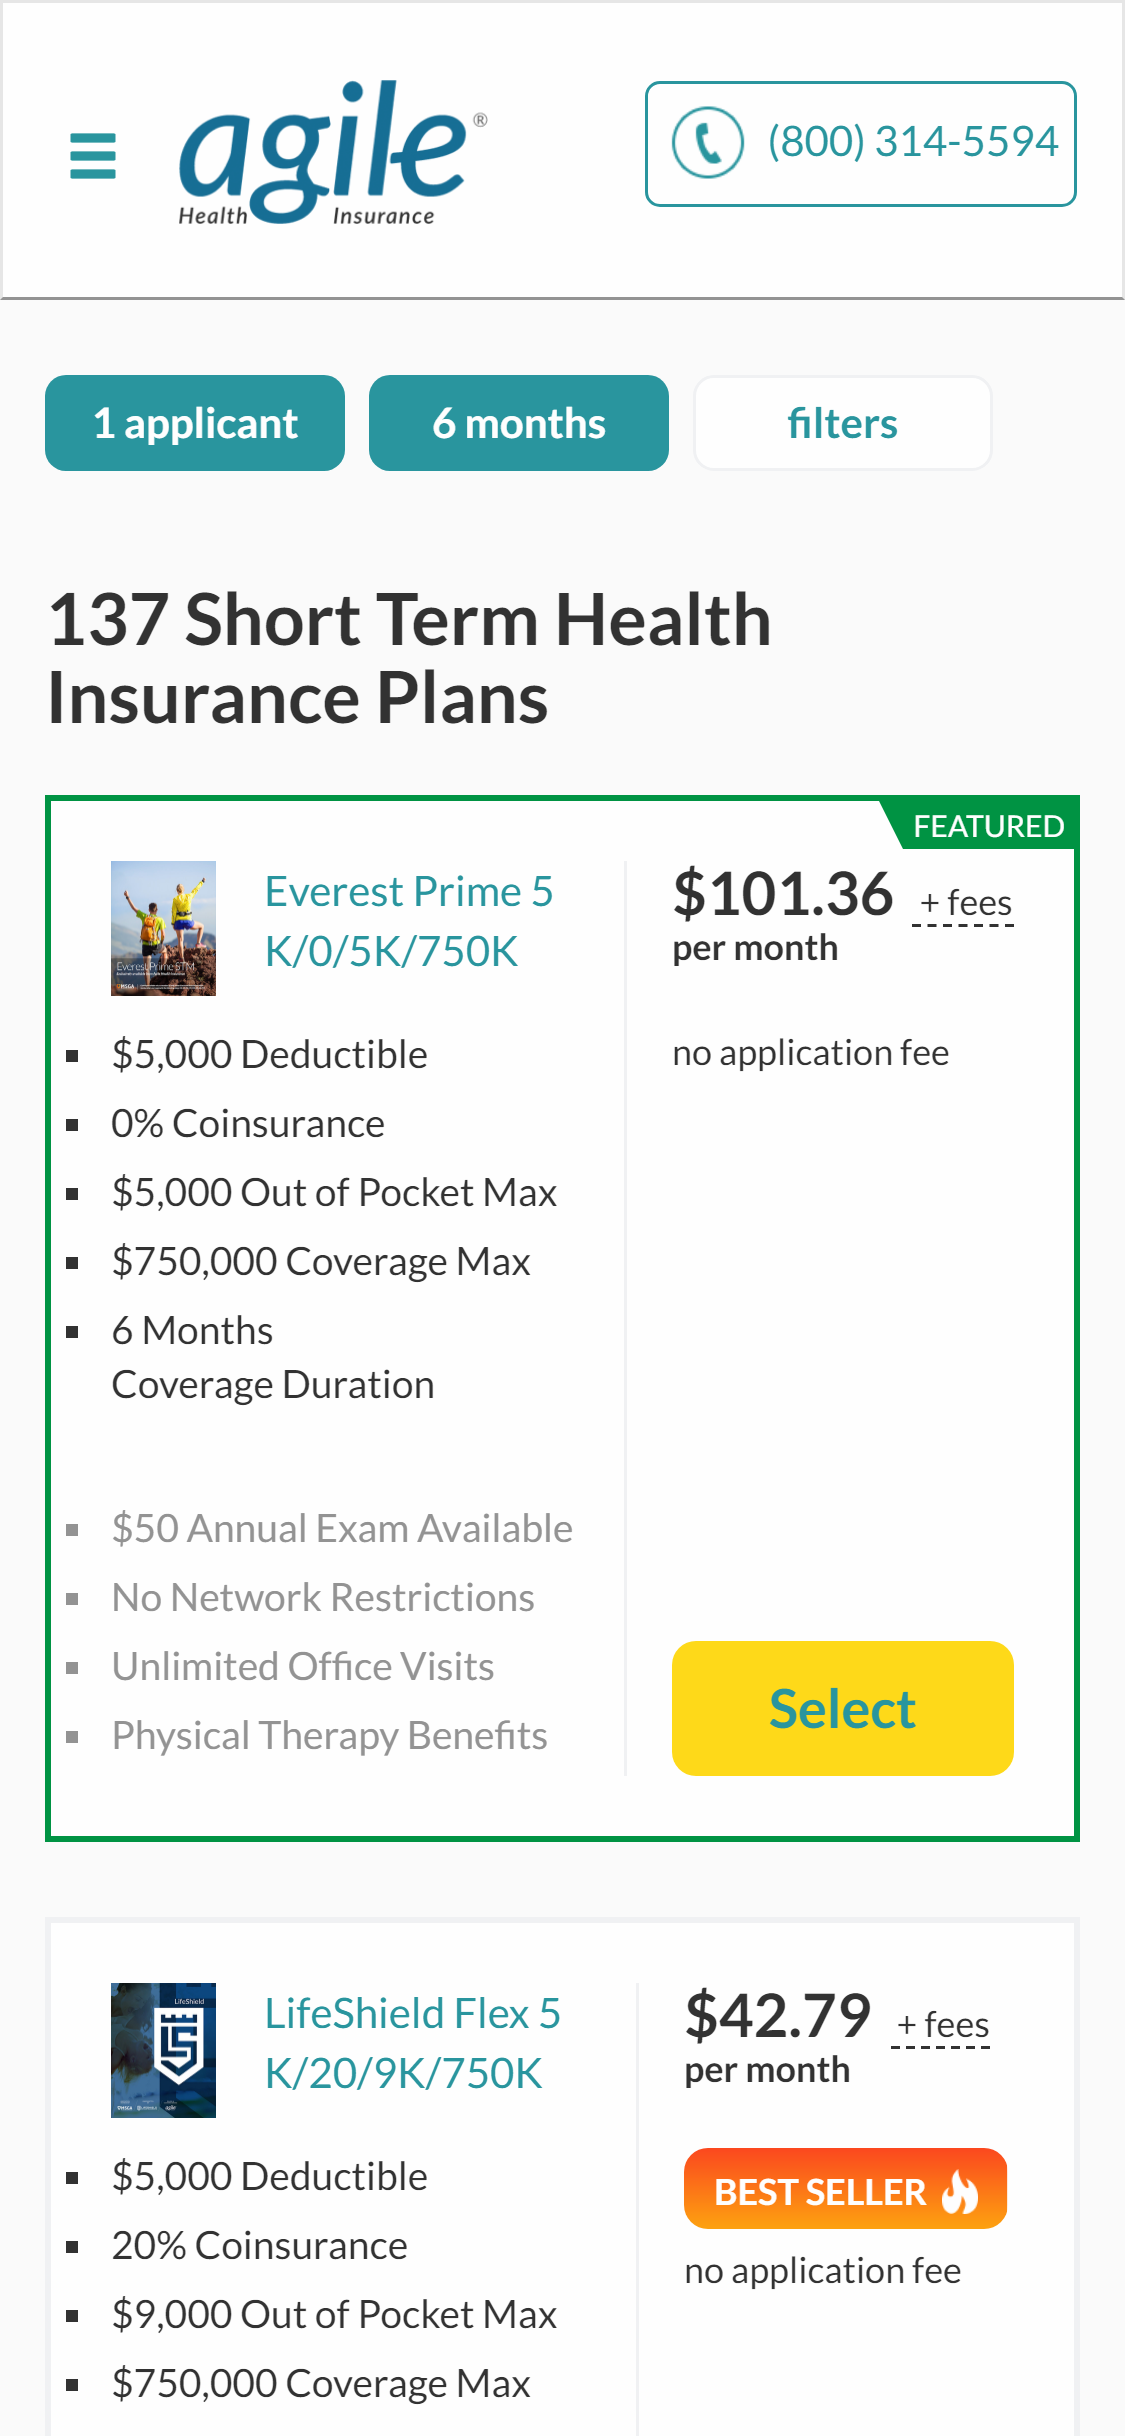 agile®
Health Insurance
(800) 314-5594
1 applicant
6 months
filters
137 Short Term Health
Insurance Plans
FEATURED
Everest Prime STM
Everest Prime 5
K/0/5K/750K
$101.36 + fees
per month
no application fee
$5,000 Deductible
0% Coinsurance
$5,000 Out of Pocket Max
$750,000 Coverage Max
6 Months
Coverage Duration
$50 Annual Exam Available
No Network Restrictions
Unlimited Office Visits
Physical Therapy Benefits
Select
LifeShield
LifeShield Flex 5
K/20/9K/750K
$42.79 + fees
per month
BEST SELLER
no application fee
$5,000 Deductible
20% Coinsurance
$9,000 Out of Pocket Max
$750,000 Coverage Max